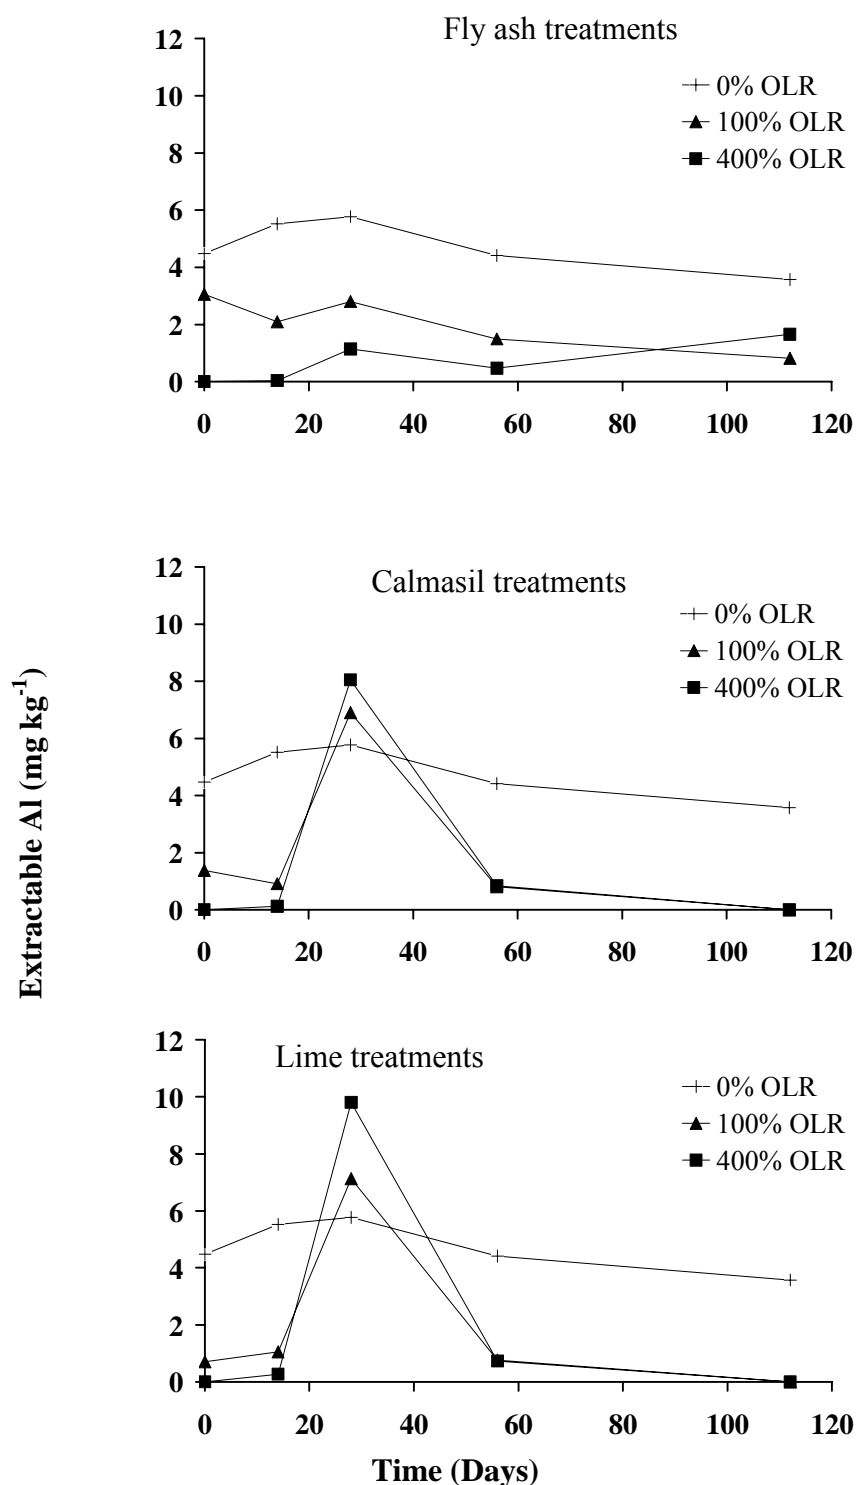 Fly ash treatments
12
10
8
6
4
2
0
0% OLR
100% OLR
400% OLR
0 20 40 60 80 100 120
Extractable Al (mg kg-1)
Calmasil treatments
12
10
8
6
4
2
0
0% OLR
100% OLR
400% OLR
0 20 40 60 80 100 120
Lime treatments
12
10
8
6
4
2
0
0% OLR
100% OLR
400% OLR
0 20 40 60 80 100 120
Time (Days)